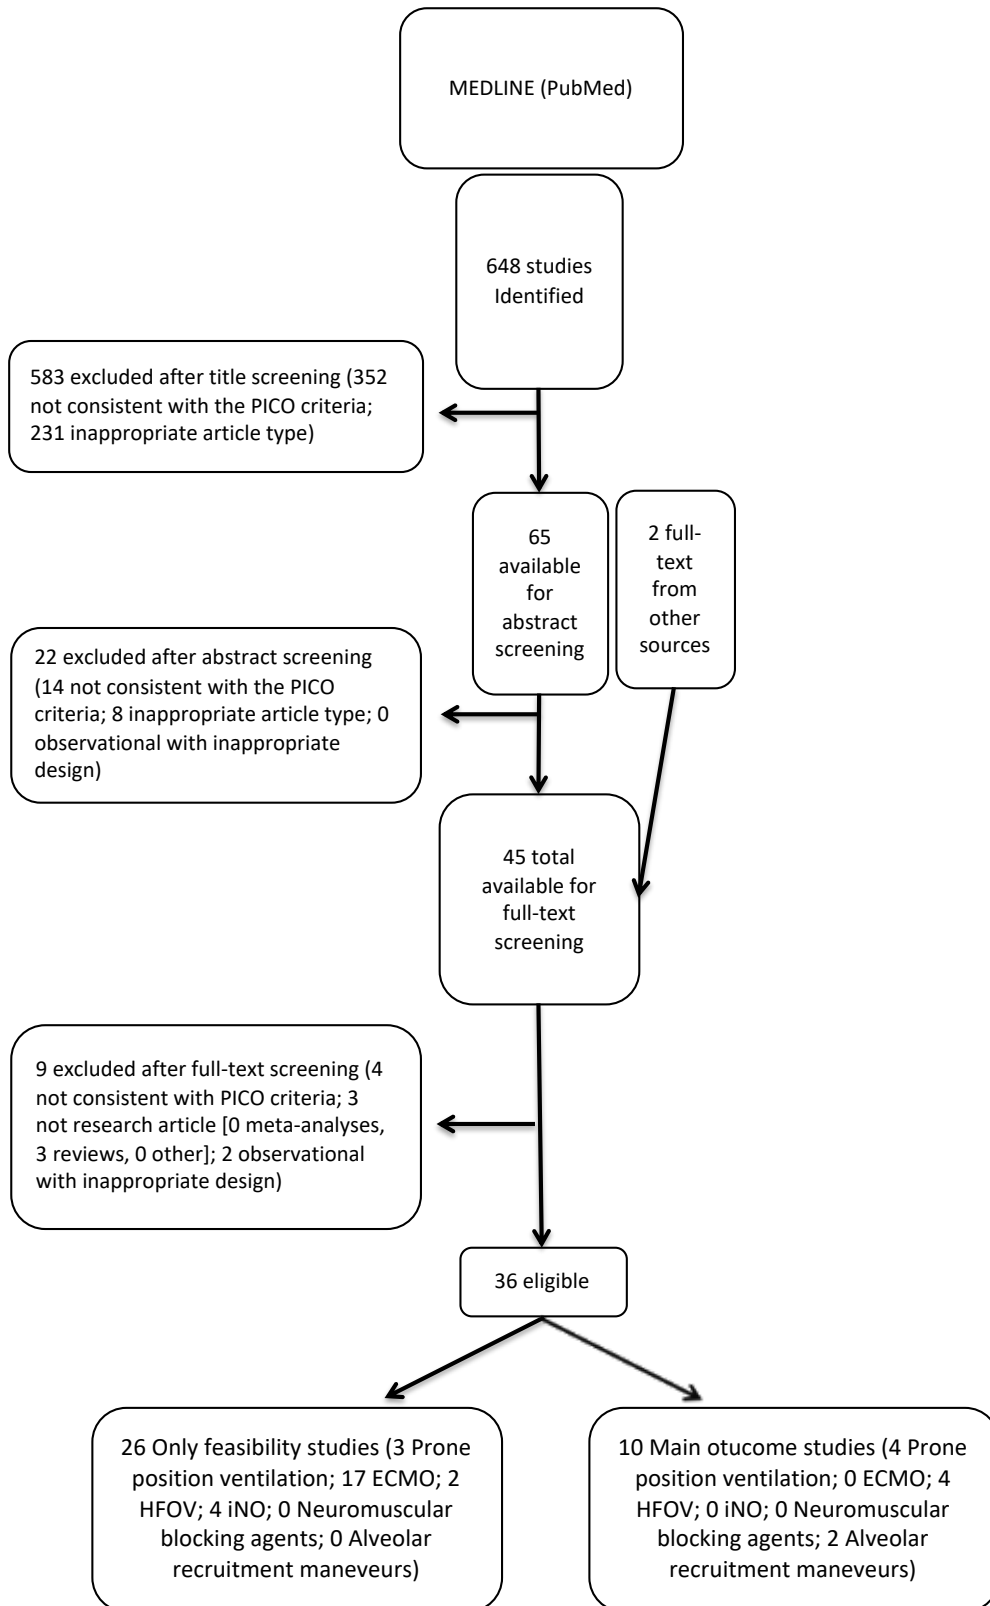 MEDLINE (PubMed)
648 studies
Identified
583 excluded after title screening (352
not consistent with the PICO criteria;
231 inappropriate article type)
65
available
for
abstract
screening
2 full-
text
from
other
sources
22 excluded after abstract screening
(14 not consistent with the PICO
criteria; 8 inappropriate article type; 0
observational with inappropriate
design)
45 total
available for
full-text
screening
9 excluded after full-text screening (4
not consistent with PICO criteria; 3
not research article [0 meta-analyses,
3 reviews, 0 other]; 2 observational
with inappropriate design)
36 eligible
26 Only feasibility studies (3 Prone
position ventilation; 17 ECMO; 2
HFOV; 4 iNO; 0 Neuromuscular
blocking agents; 0 Alveolar
recruitment maneveurs)
10 Main otucome studies (4 Prone
position ventilation; 0 ECMO; 4
HFOV; 0 iNO; 0 Neuromuscular
blocking agents; 2 Alveolar
recruitment maneveurs)